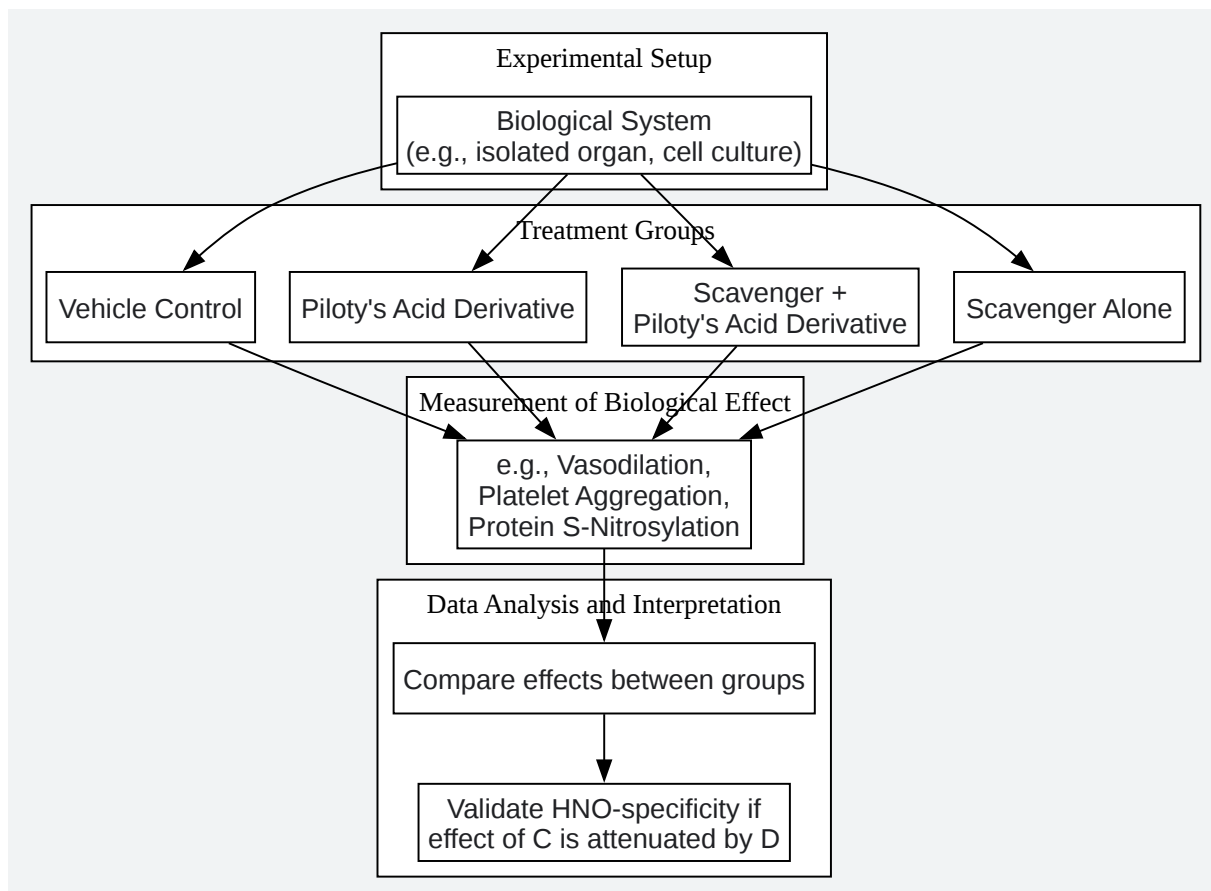 Experimental Setup
Biological System
(e.g., isolated organ, cell culture)
Treatment Groups
Vehicle Control
Piloty's Acid Derivative
Scavenger +
Piloty's Acid Derivative
Scavenger Alone
Measurement of Biological Effect
e.g., Vasodilation,
Platelet Aggregation,
Protein S-Nitrosylation
Data Analysis and Interpretation
Compare effects between groups
Validate HNO-specificity if
effect of C is attenuated by D